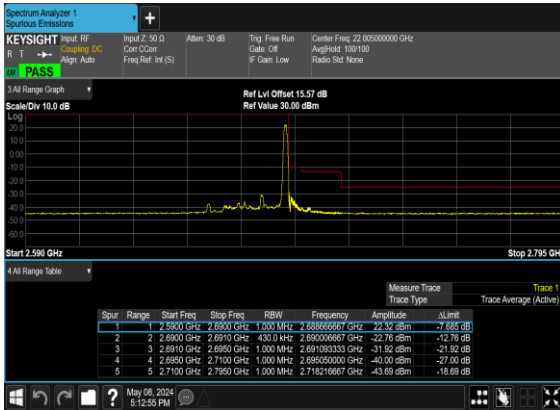 Spectrum Analyzer 1
Spurious Emissions
+
KEYSIGHT
R T
Input: RF
Coupling: DC
Align: Auto
Input Z: 50 Ω
Corr CCorr
Freq Ref: Int (S)
Atten: 30 dB
Trig: Free Run
Gate: Off
IF Gain: Low
Center Freq: 22.005000000 GHz
Avg|Hold: 100/100
Radio Std: None
PASS
3 All Range Graph
Scale/Div 10.0 dB
Ref Lvl Offset 15.57 dB
Ref Value 30.00 dBm
Log
20.0
10.0
0.00
-10.0
-20.0
-30.0
-40.0
-50.0
-60.0
Start 2.590 GHz
Stop 2.795 GH
4 All Range Table
Measure Trace Trace 1
Trace Type Trace Average (Active)
Spur Range Start Freq Stop Freq RBW Frequency Amplitude ΔLimit
1 1 2.5900 GHz 2.6900 GHz 1.000 MHz 2.688666667 GHz 22.32 dBm -7.685 dB
2 2 2.6900 GHz 2.6910 GHz 430.0 kHz 2.690006667 GHz -22.76 dBm -12.76 dB
3 3 2.6910 GHz 2.6950 GHz 1.000 MHz 2.691093333 GHz -31.92 dBm -21.92 dB
4 4 2.6950 GHz 2.7100 GHz 1.000 MHz 2.695050000 GHz -40.00 dBm -27.00 dB
5 5 2.7100 GHz 2.7950 GHz 1.000 MHz 2.718216667 GHz -43.69 dBm -18.69 dB
?
May 08, 2024
5:12:55 PM